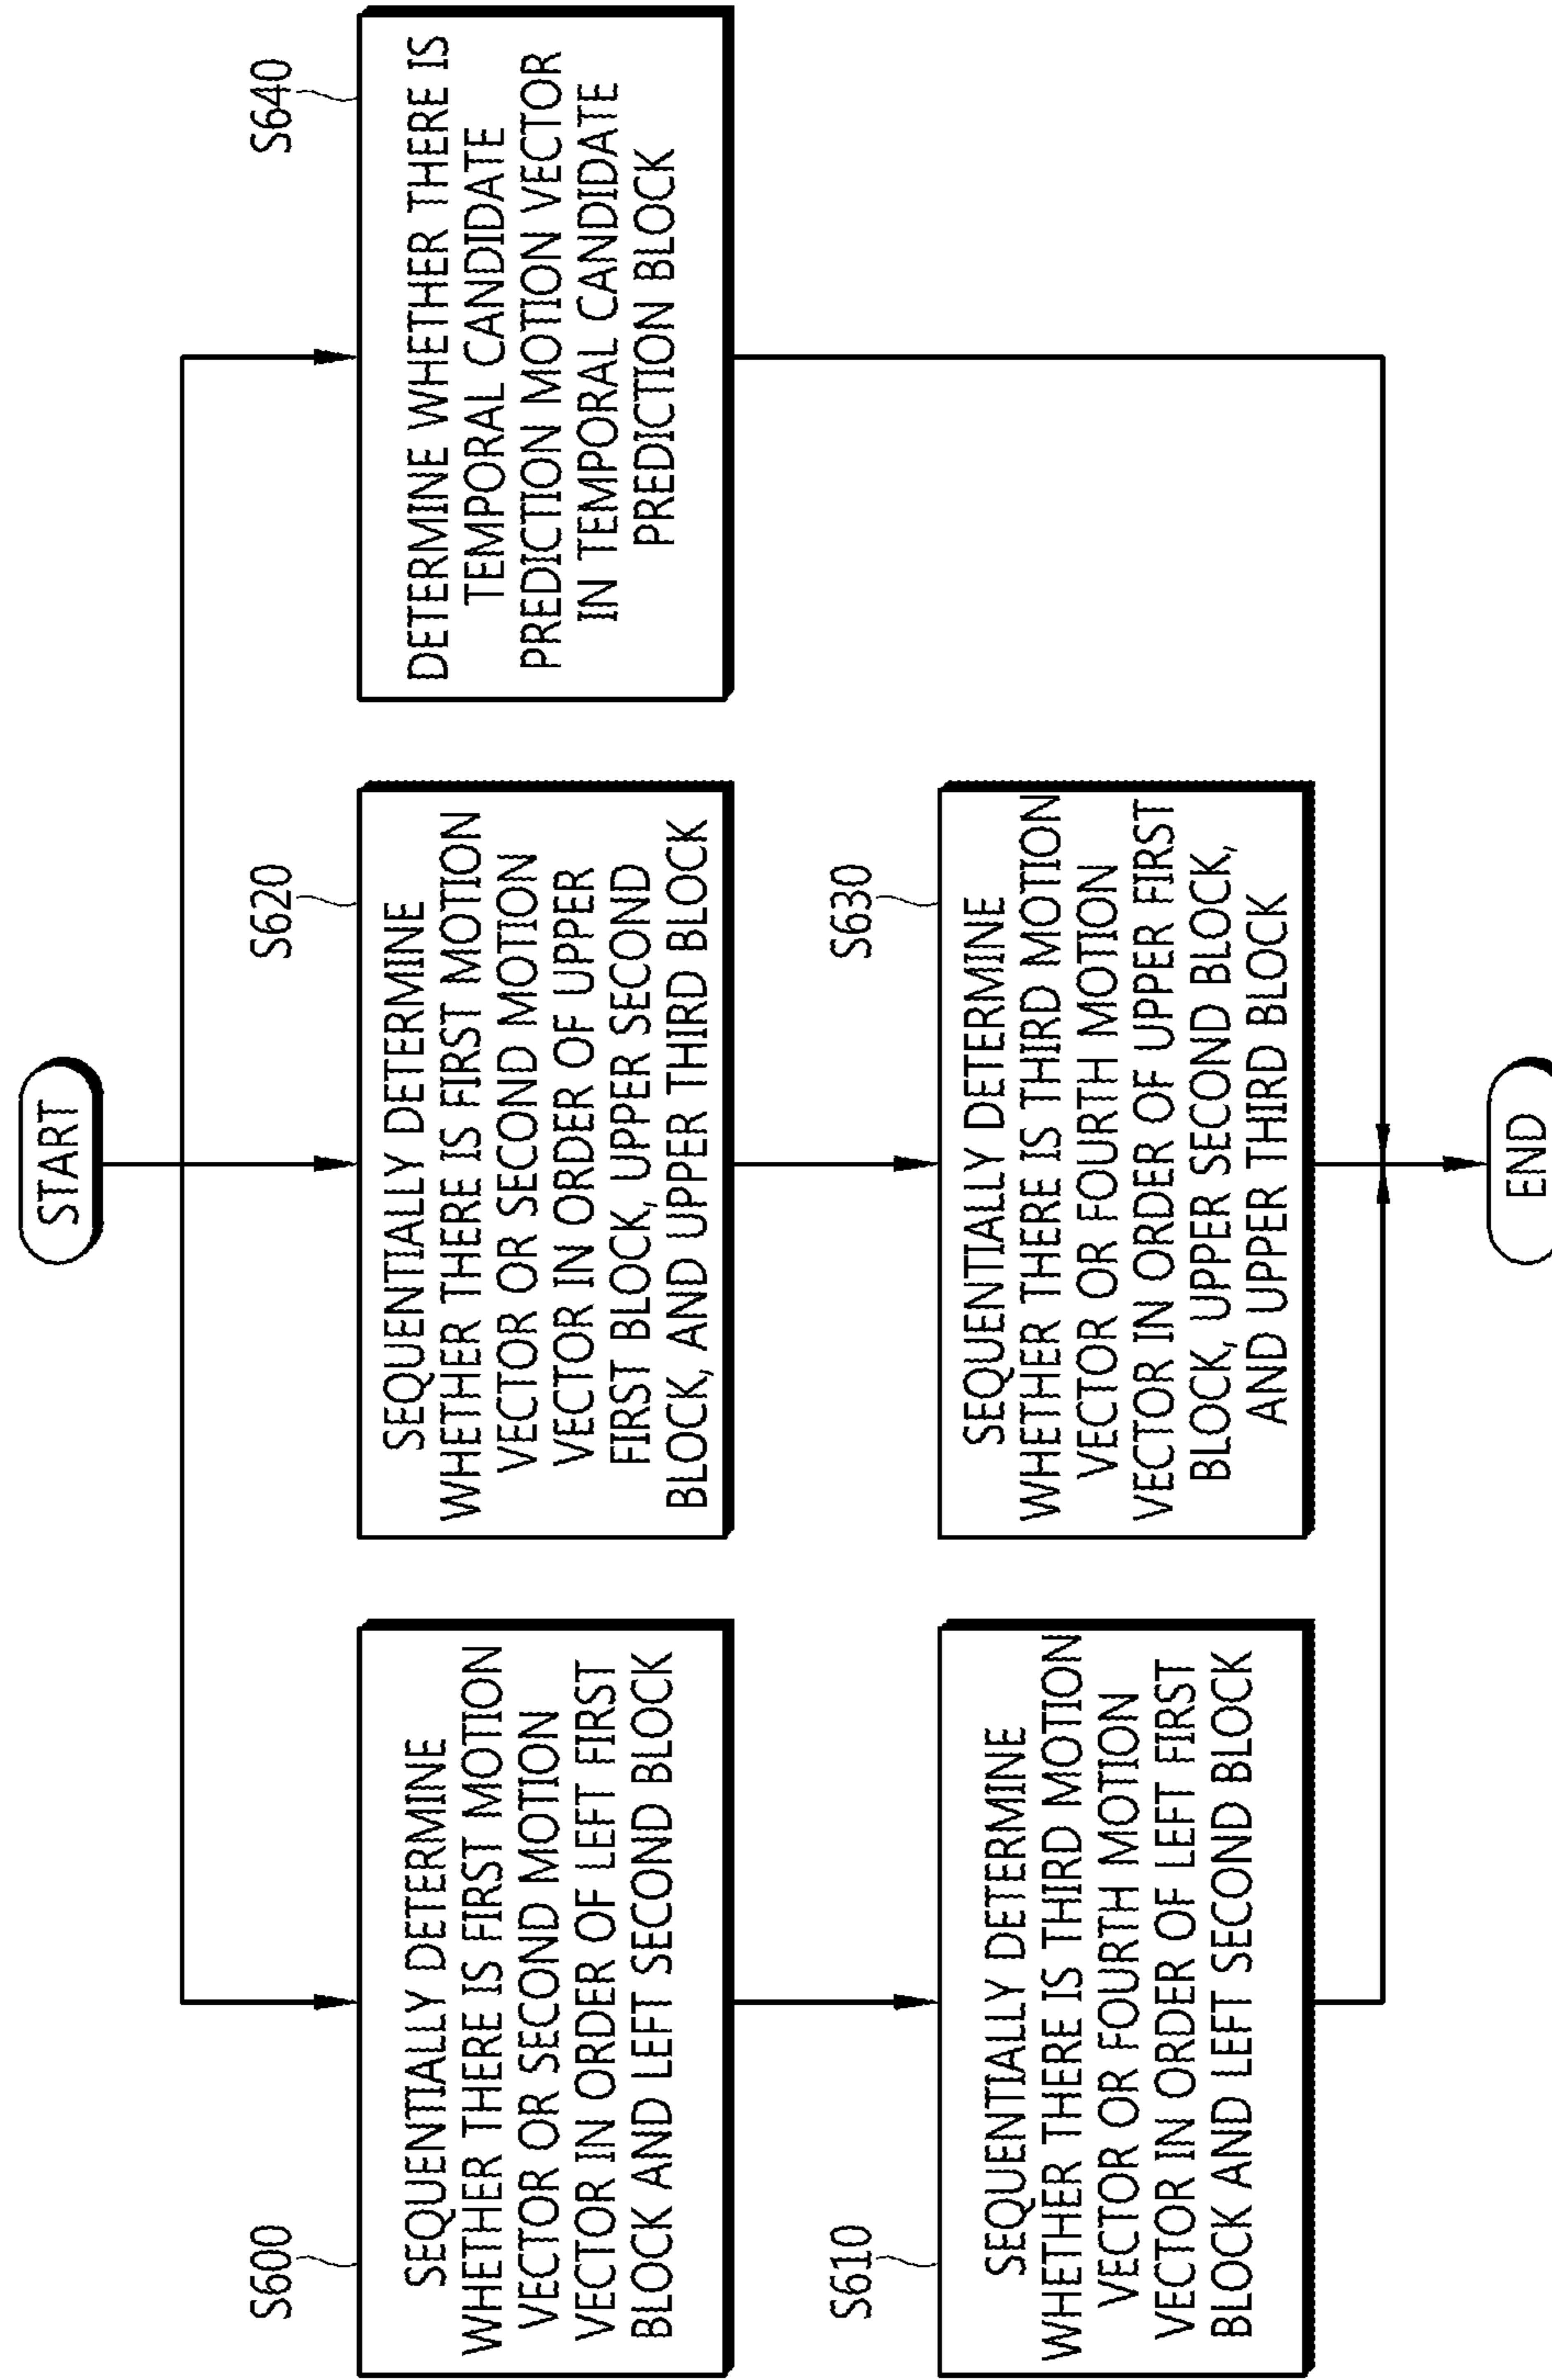 START
S600
SEQUENTIALLY DETERMINE
WHETHER THERE IS FIRST MOTION
VECTOR OR SECOND MOTION
VECTOR IN ORDER OF LEFT FIRST
BLOCK AND LEFT SECOND BLOCK
S620
SEQUENTIALLY DETERMINE
WHETHER THERE IS FIRST MOTION
VECTOR OR SECOND MOTION
VECTOR IN ORDER OF UPPER
FIRST BLOCK, UPPER SECOND
BLOCK, AND UPPER THIRD BLOCK
S640
DETERMINE WHETHER THERE IS
TEMPORAL CANDIDATE
PREDICTION MOTION VECTOR
IN TEMPORAL CANDIDATE
PREDICTION BLOCK
S610
SEQUENTIALLY DETERMINE
WHETHER THERE IS THIRD MOTION
VECTOR OR FOURTH MOTION
VECTOR IN ORDER OF LEFT FIRST
BLOCK AND LEFT SECOND BLOCK
S630
SEQUENTIALLY DETERMINE
WHETHER THERE IS THIRD MOTION
VECTOR OR FOURTH MOTION
VECTOR IN ORDER OF UPPER FIRST
BLOCK, UPPER SECOND BLOCK,
AND UPPER THIRD BLOCK
END